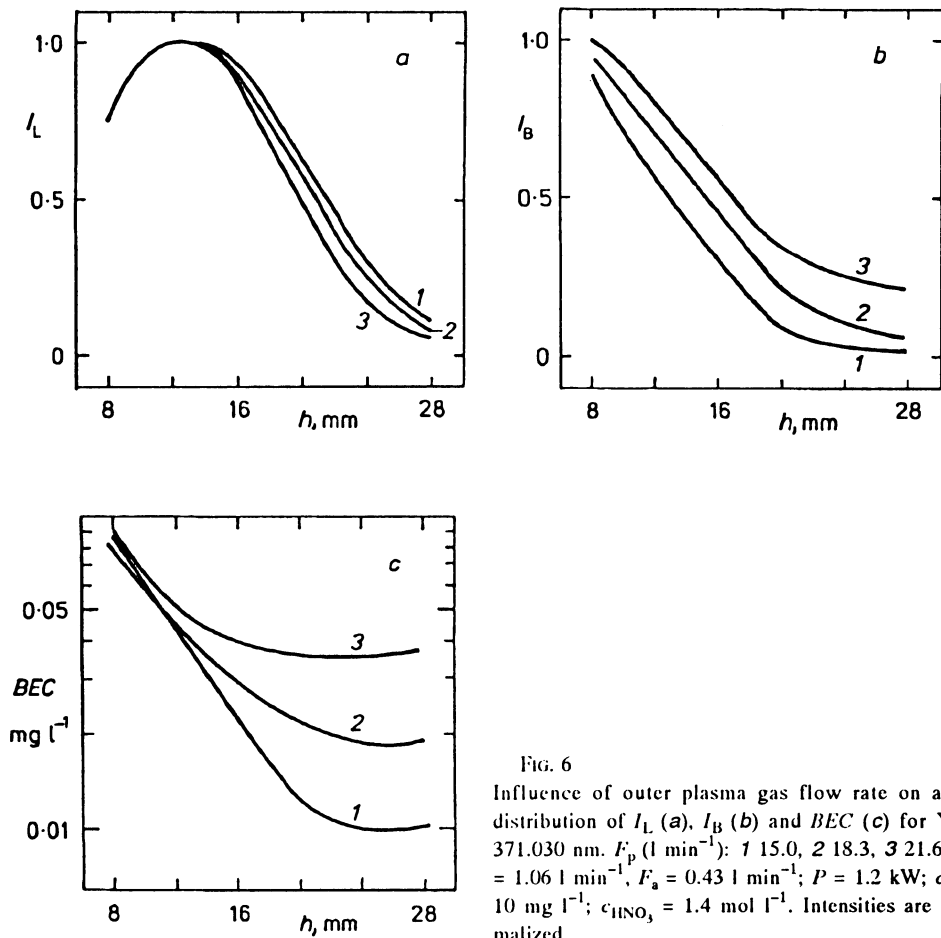 1.0
a
I_L
0·5
1
2
3
0
8
16
28
h, mm
1.0
b
I_B
0·5
3
2
1
0
8
16
28
h, mm
c
0·05
3
BEC
2
mg l⁻¹
1
0·01
8
16
28
h, mm
FIG. 6
Influence of outer plasma gas flow rate on a
distribution of I_L (a), I_B (b) and BEC (c) for Y
371.030 nm. F_p (l min⁻¹): 1 15.0, 2 18.3, 3 21.6
= 1.06 l min⁻¹, F_a = 0.43 l min⁻¹; P = 1.2 kW; c
10 mg l⁻¹; c_HNO₃ = 1.4 mol l⁻¹. Intensities are
malized